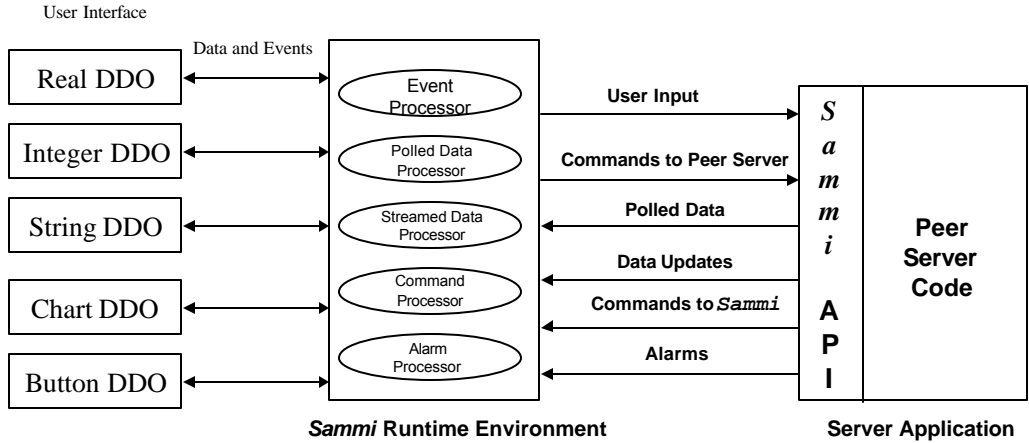 User Interface
Data and Events
Real DDO
Integer DDO
String DDO
Chart DDO
Button DDO
Event
Processor
Polled Data
Processor
Streamed Data
Processor
Command
Processor
Alarm
Processor
User Input
Commands to Peer Server
Polled Data
Data Updates
Commands to Sammi
Alarms
Sammi API
Peer
Server
Code
Sammi Runtime Environment
Server Application